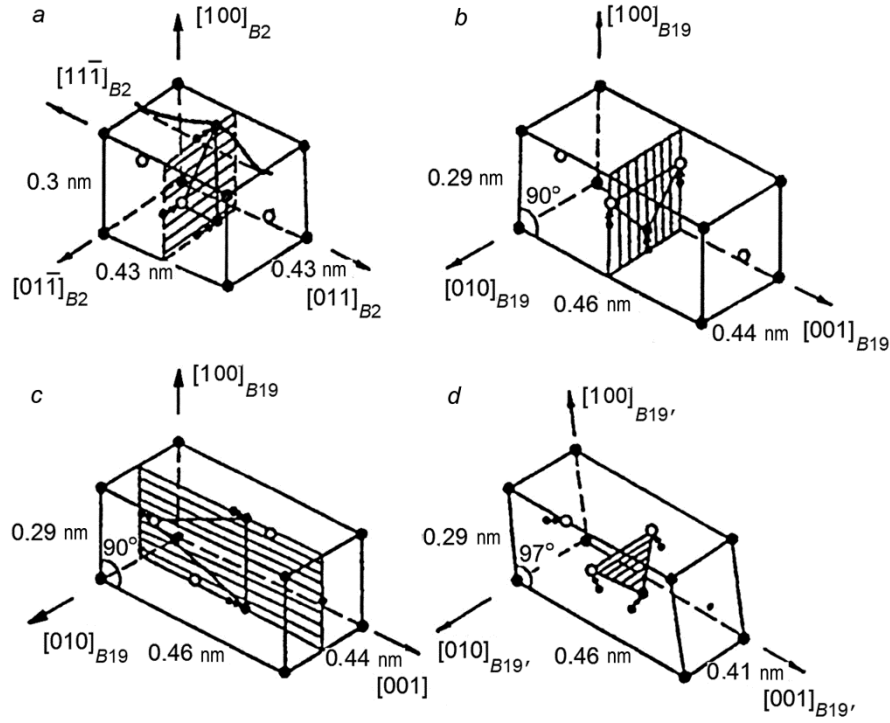 a
[100]B2
[111̄]B2
0.3 nm
0.43 nm
0.43 nm
[011̄]B2
[011]B2
b
[100]B19
0.29 nm
90°
[010]B19
0.46 nm
0.44 nm
[001]B19
c
[100]B19
0.29 nm
90°
[010]B19
0.46 nm
0.44 nm
[001]
d
[100]B19′
0.29 nm
97°
[010]B19′
0.46 nm
0.41 nm
[001]B19′